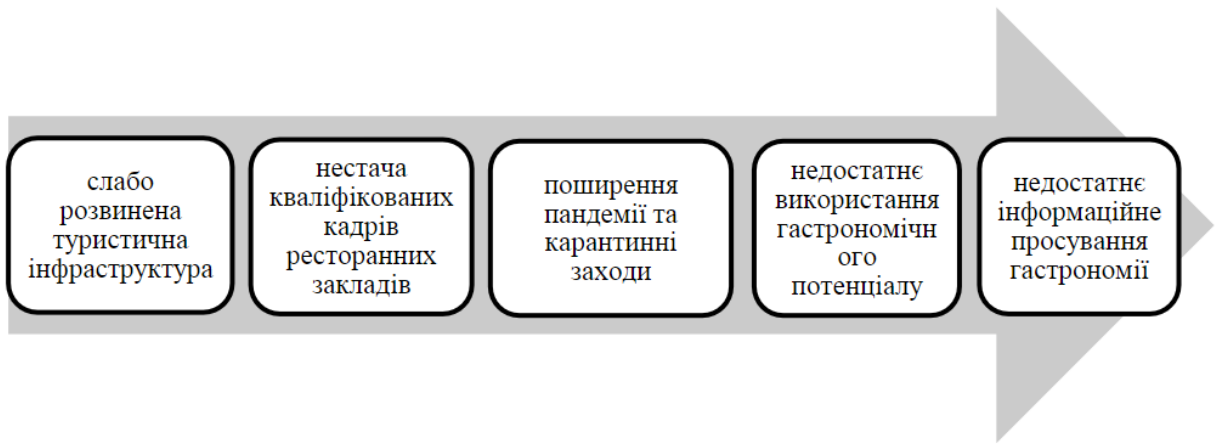 слабо
розвинена
туристична
інфраструктура
нестача
кваліфікованих
кадрів
ресторанних
закладів
поширення
пандемії та
карантинні
заходи
недостатнє
використання
гастрономічн
ого
потенціалу
недостатнє
інформаційне
просування
гастрономії